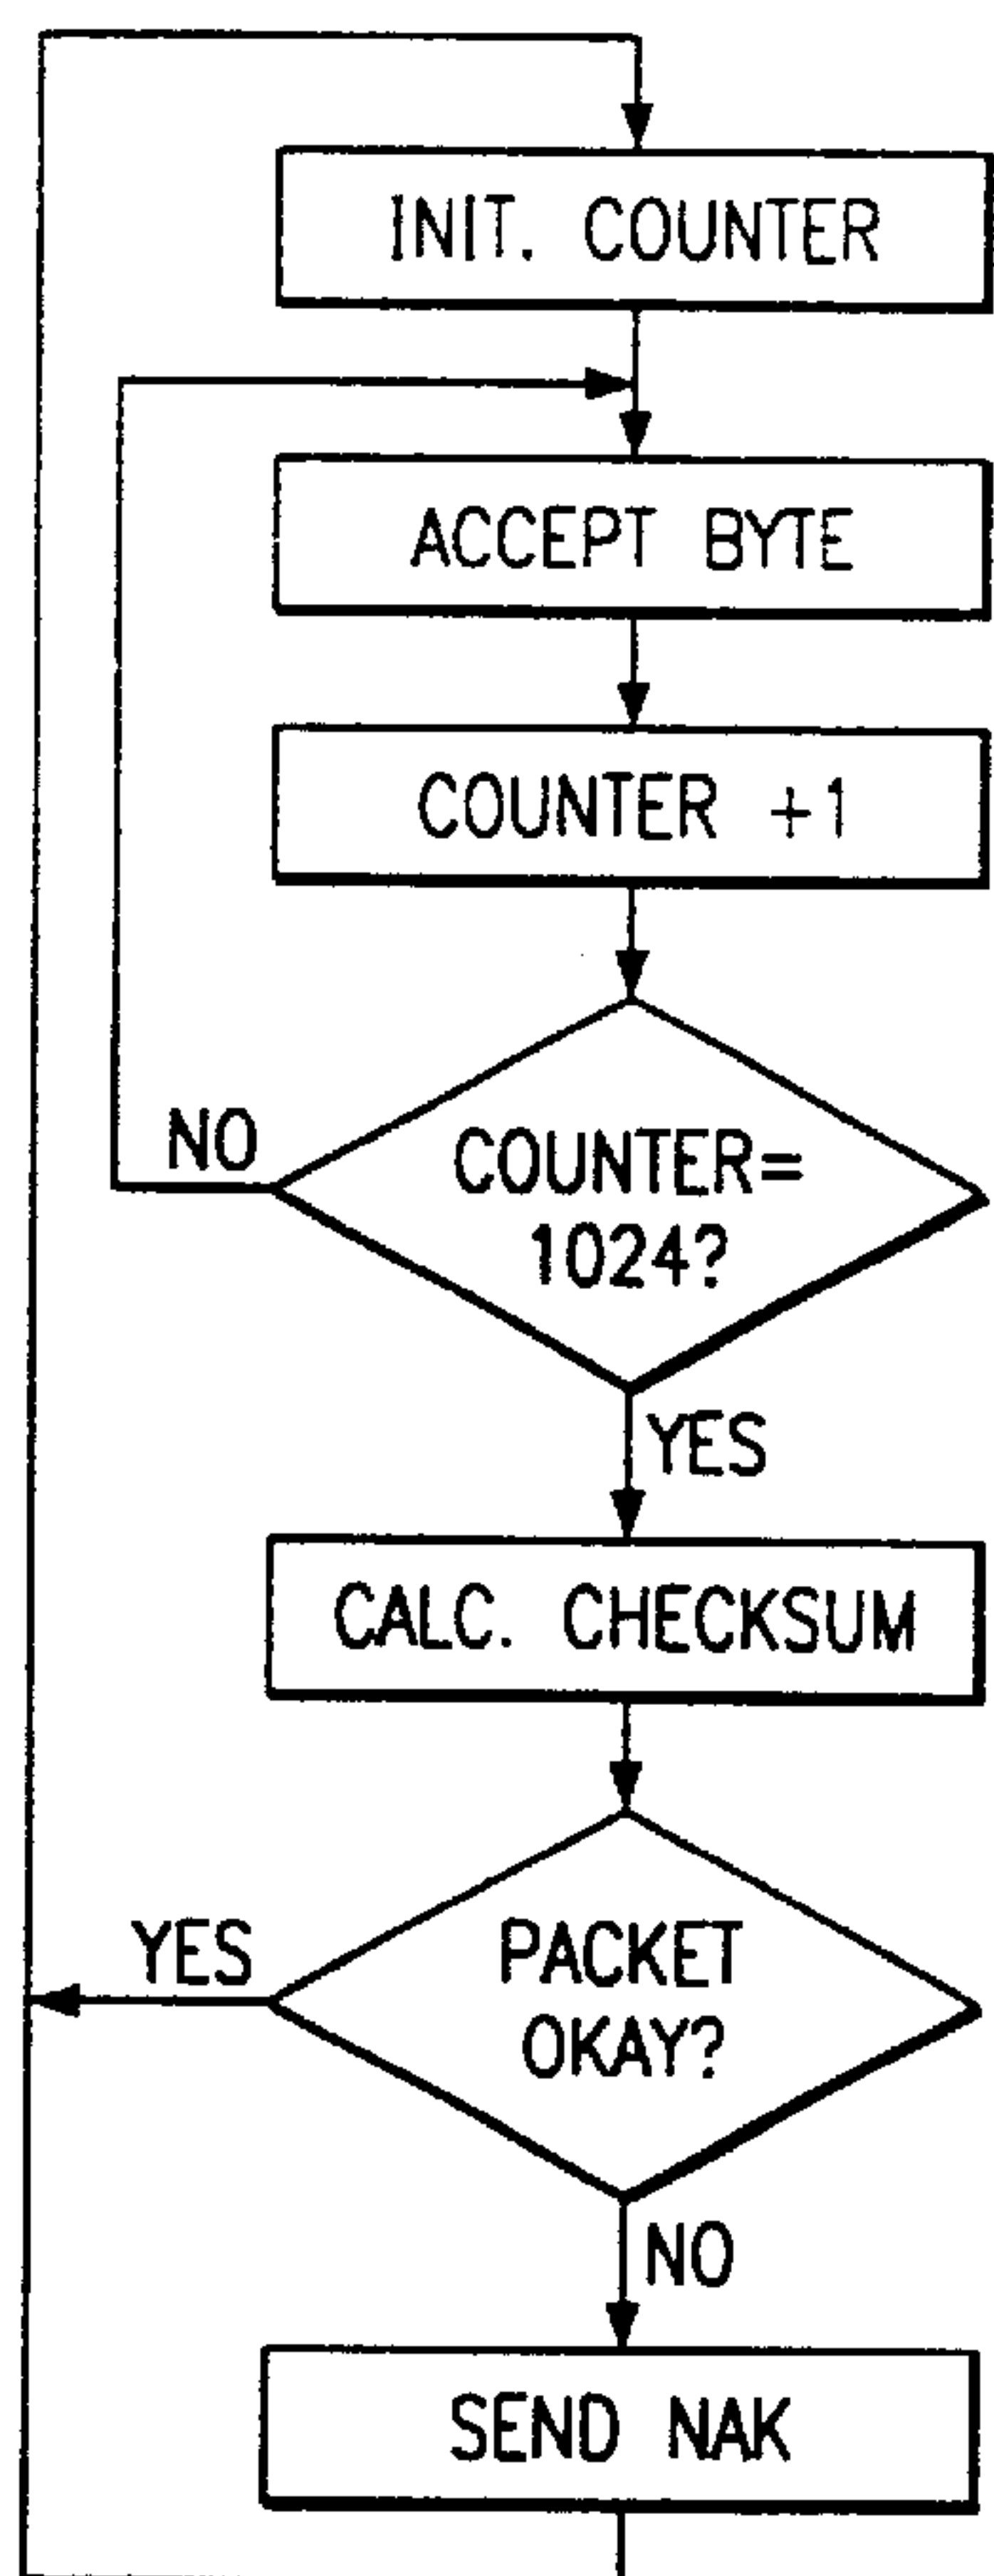 INIT. COUNTER
ACCEPT BYTE
COUNTER +1
NO
COUNTER=
1024?
YES
CALC. CHECKSUM
YES
PACKET
OKAY?
NO
SEND NAK